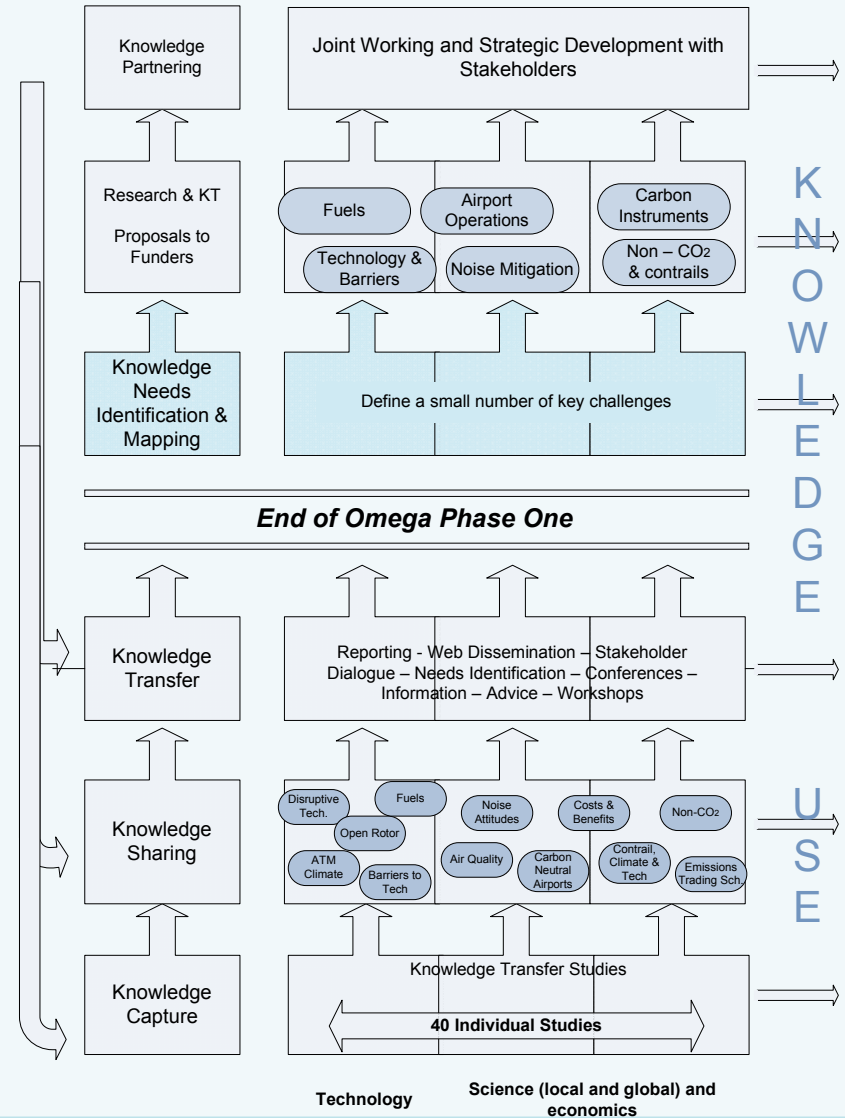 Knowledge
Partnering
Joint Working and Strategic Development with
Stakeholders
Research & KT
Proposals to
Funders
Fuels
Airport
Operations
Carbon
Instruments
Technology &
Barriers
Noise Mitigation
Non – CO2
& contrails
Knowledge
Needs
Identification &
Mapping
Define a small number of key challenges
End of Omega Phase One
Knowledge
Transfer
Reporting - Web Dissemination – Stakeholder
Dialogue – Needs Identification – Conferences –
Information – Advice – Workshops
Knowledge
Sharing
Disruptive
Tech.
Fuels
Open Rotor
ATM
Climate
Barriers to
Tech
Noise
Attitudes
Costs &
Benefits
Non-CO2
Air Quality
Carbon
Neutral
Airports
Contrail,
Climate &
Tech
Emissions
Trading Sch.
Knowledge
Capture
Knowledge Transfer Studies
40 Individual Studies
Technology
Science (local and global) and
economics
KNOWLEDGE
USE